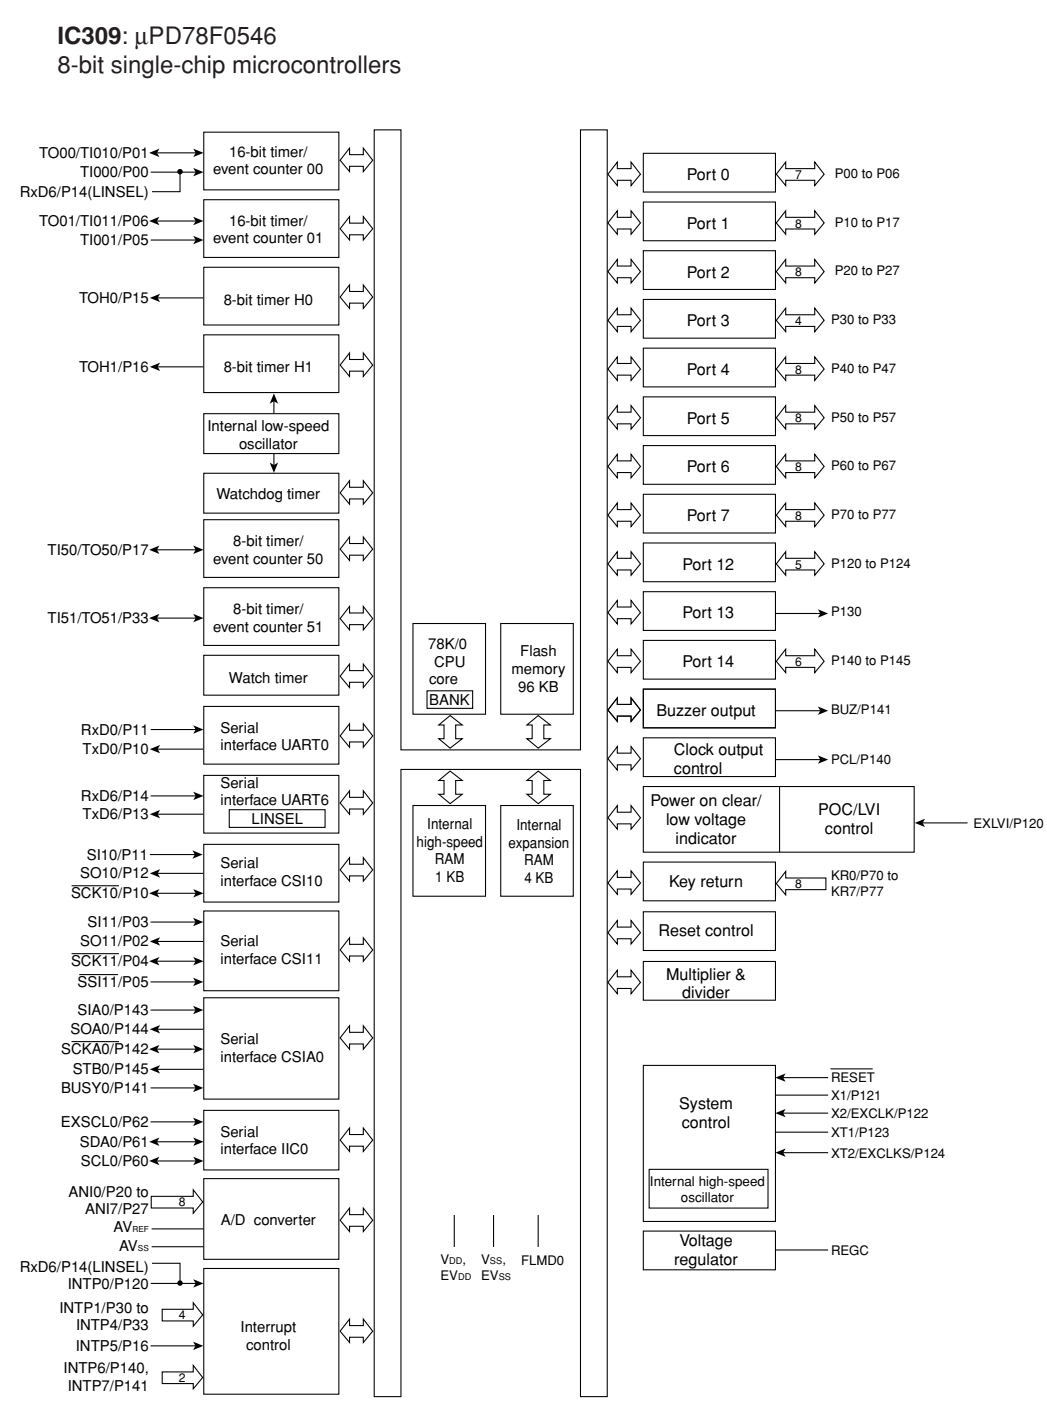 IC309: µPD78F0546
8-bit single-chip microcontrollers
TO00/TI010/P01
TI000/P00
RxD6/P14(LINSEL)
16-bit timer/
event counter 00
TO01/TI011/P06
TI001/P05
16-bit timer/
event counter 01
TOH0/P15
8-bit timer H0
TOH1/P16
8-bit timer H1
Internal low-speed
oscillator
Watchdog timer
TI50/TO50/P17
8-bit timer/
event counter 50
TI51/TO51/P33
8-bit timer/
event counter 51
Watch timer
RxD0/P11
TxD0/P10
Serial
interface UART0
RxD6/P14
TxD6/P13
Serial
interface UART6
LINSEL
SI10/P11
SO10/P12
SCK10/P10
Serial
interface CSI10
SI11/P03
SO11/P02
SCK11/P04
SSI11/P05
Serial
interface CSI11
SIA0/P143
SOA0/P144
SCKA0/P142
STB0/P145
BUSY0/P141
Serial
interface CSIA0
EXSCL0/P62
SDA0/P61
SCL0/P60
Serial
interface IIC0
ANI0/P20 to
ANI7/P27
8
AVREF
AVSS
A/D converter
RxD6/P14(LINSEL)
INTP0/P120
INTP1/P30 to
INTP4/P33
4
INTP5/P16
INTP6/P140,
INTP7/P141
2
Interrupt
control
78K/0
CPU
core
BANK
Flash
memory
96 KB
Internal
high-speed
RAM
1 KB
Internal
expansion
RAM
4 KB
VDD,
EVDD
VSS,
EVSS
FLMD0
Port 0
7
P00 to P06
Port 1
8
P10 to P17
Port 2
8
P20 to P27
Port 3
4
P30 to P33
Port 4
8
P40 to P47
Port 5
8
P50 to P57
Port 6
8
P60 to P67
Port 7
8
P70 to P77
Port 12
5
P120 to P124
Port 13
P130
Port 14
6
P140 to P145
Buzzer output
BUZ/P141
Clock output
control
PCL/P140
Power on clear/
low voltage
indicator
POC/LVI
control
EXLVI/P120
Key return
8
KR0/P70 to
KR7/P77
Reset control
Multiplier &
divider
System
control
Internal high-speed
oscillator
RESET
X1/P121
X2/EXCLK/P122
XT1/P123
XT2/EXCLKS/P124
Voltage
regulator
REGC